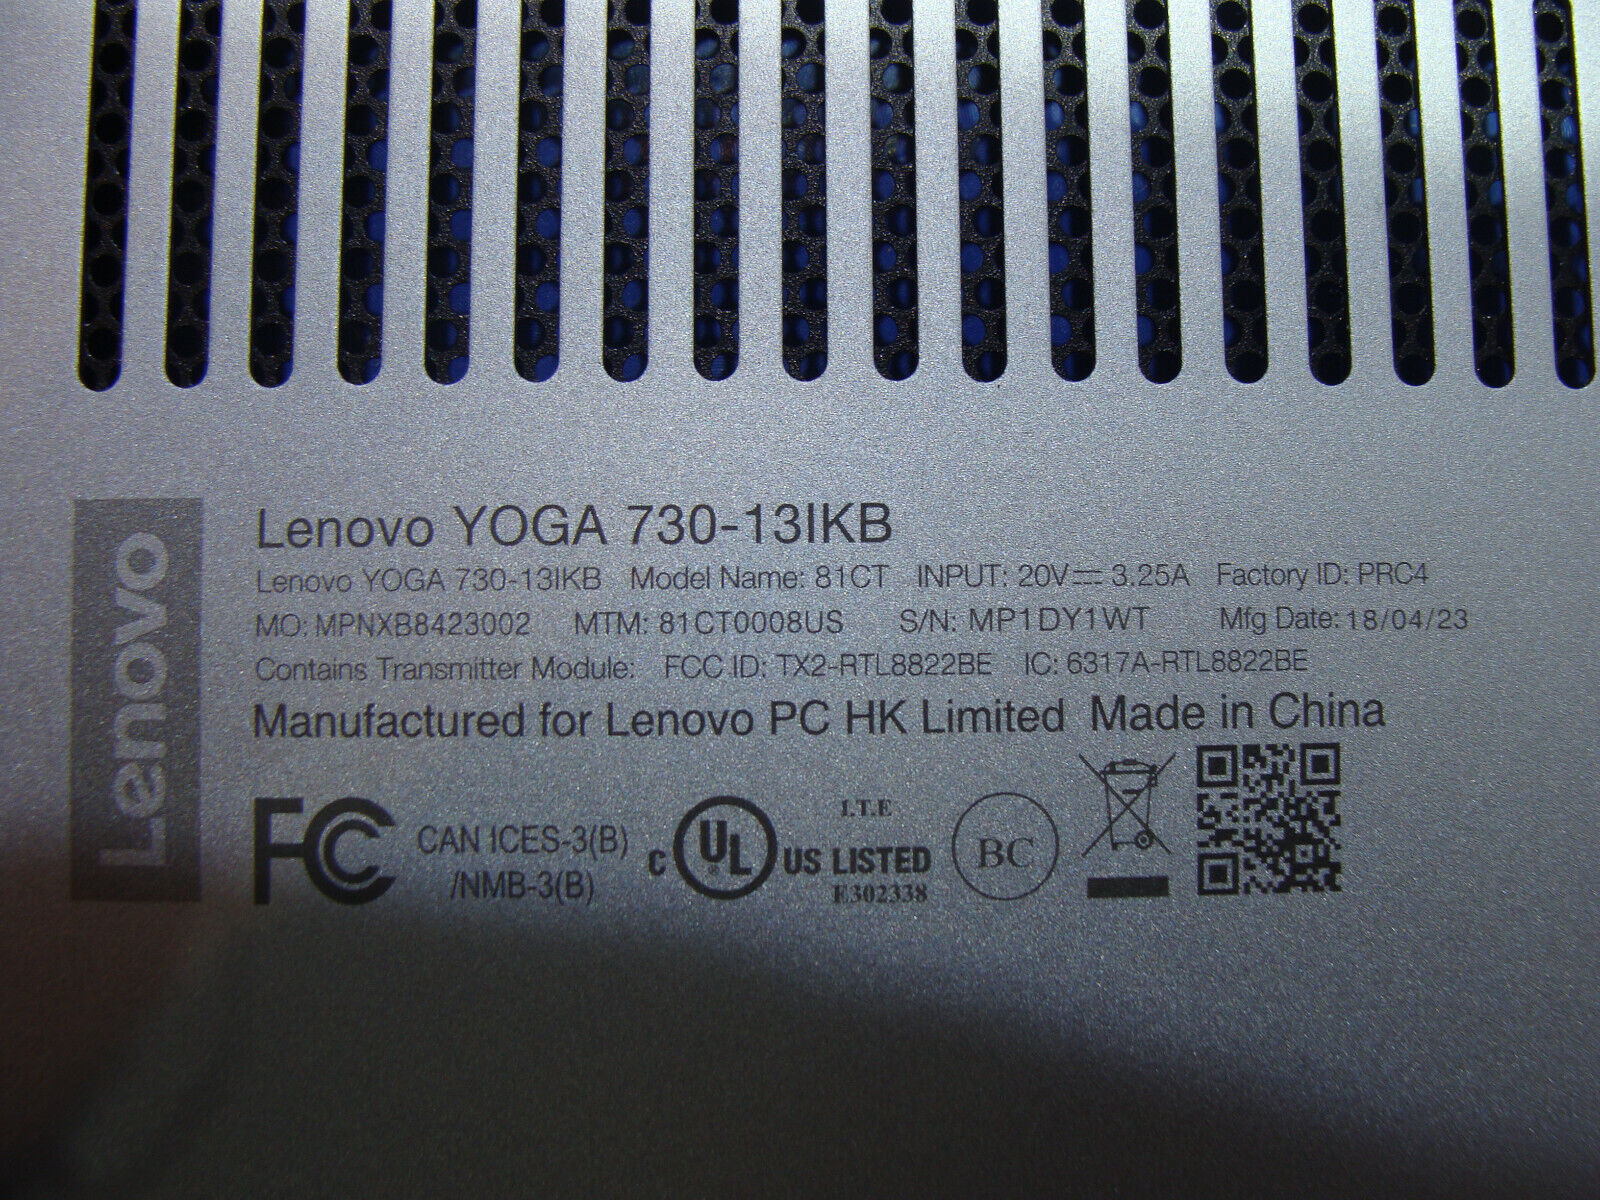 Lenovo
Lenovo YOGA 730-13IKB
Lenovo YOGA 730-13IKB Model Name: 81CT INPUT: 20V⎓ 3.25A Factory ID: PRC4
MO: MPNXB8423002 MTM: 81CT0008US S/N: MP1DY1WT Mfg Date: 18/04/23
Contains Transmitter Module: FCC ID: TX2-RTL8822BE IC: 6317A-RTL8822BE
Manufactured for Lenovo PC HK Limited Made in China
FC CAN ICES-3(B)
/NMB-3(B)
c UL US LISTED
I.T.E
E302338
BC